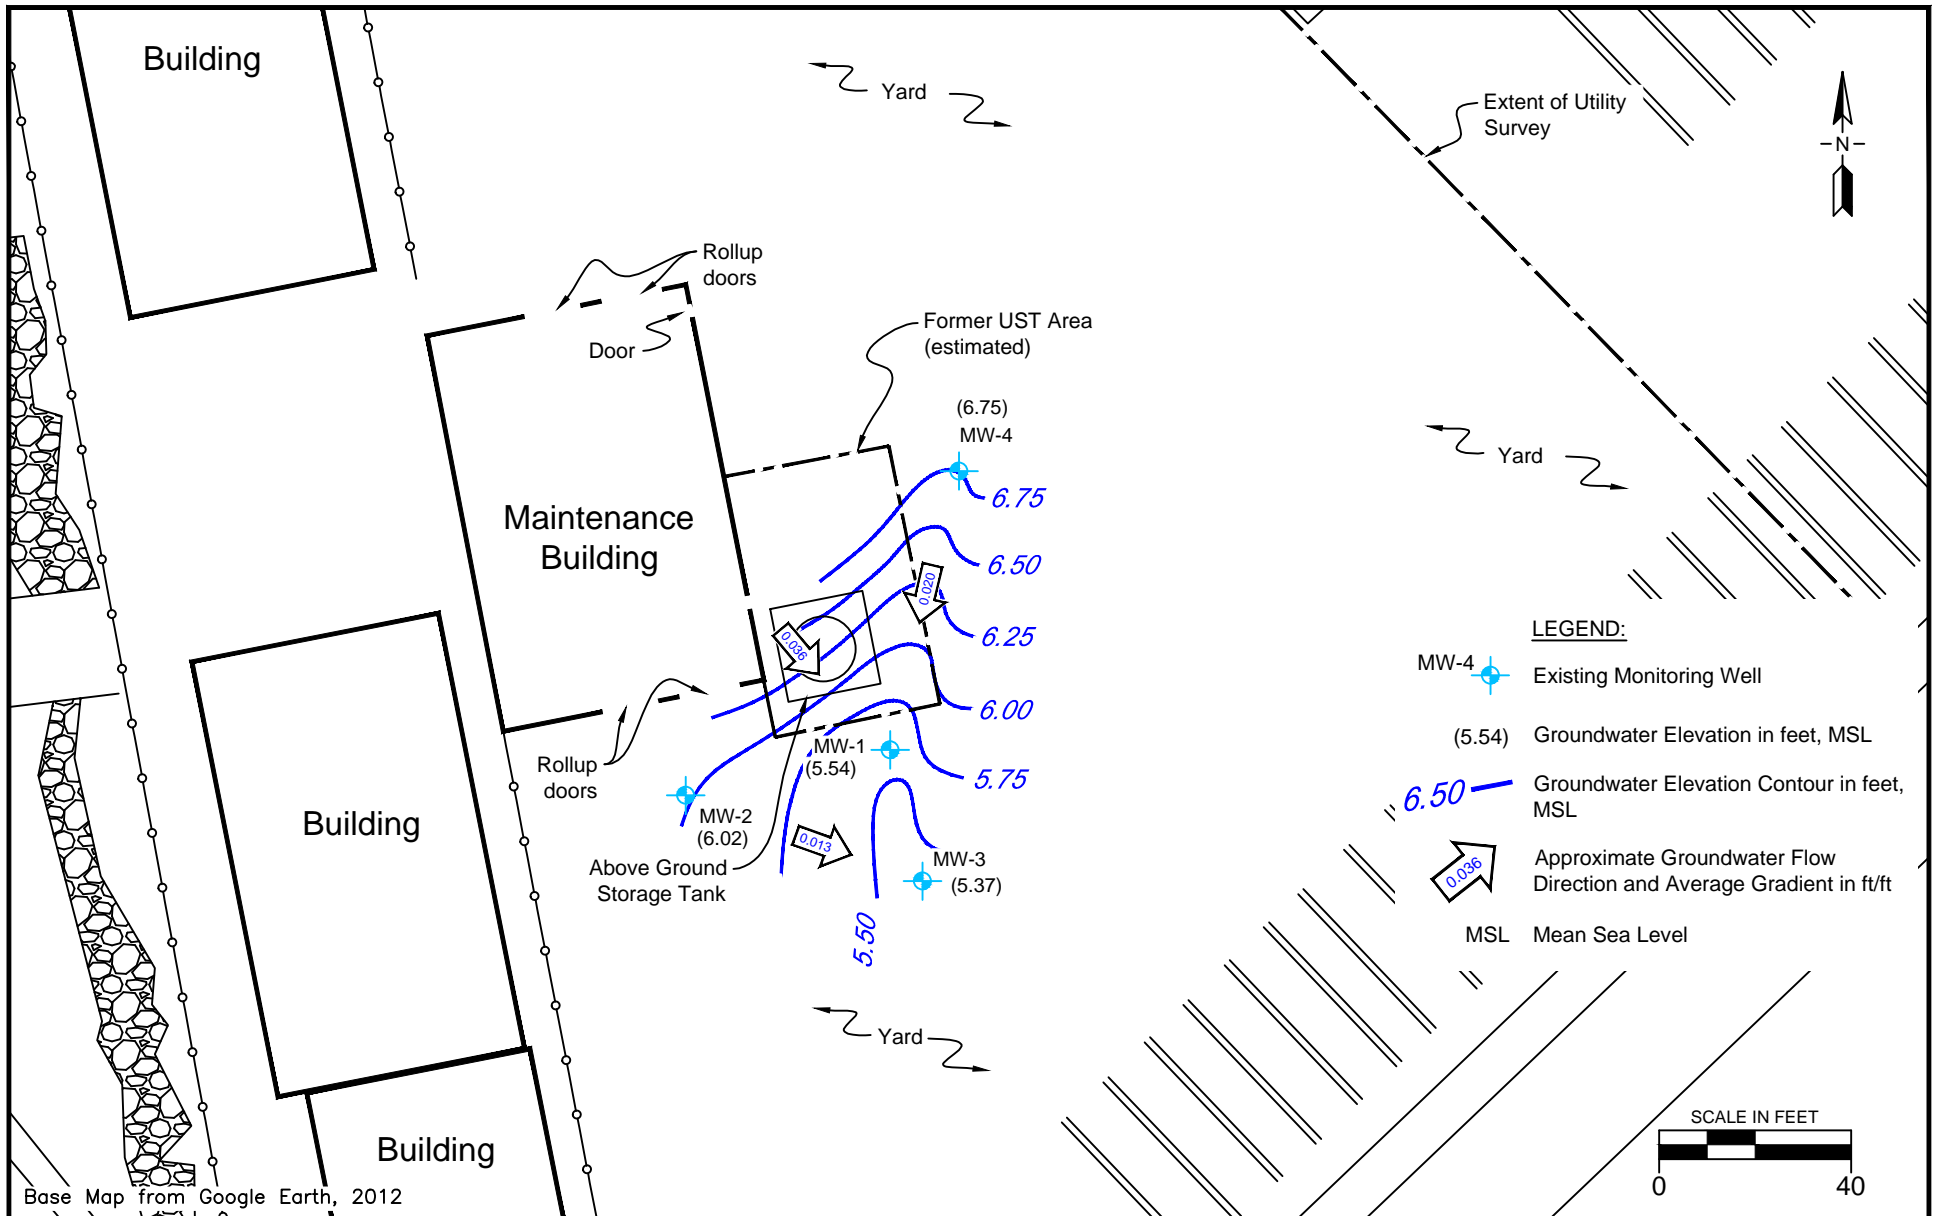 Building
Yard
Extent of Utility
Survey
N
Rollup
doors
Door
Former UST Area
(estimated)
(6.75)
MW-4
6.75
Yard
Maintenance
Building
6.50
0.020
6.25
0.036
6.00
MW-1
(5.54)
5.75
Rollup
doors
MW-2
(6.02)
0.013
Above Ground
Storage Tank
MW-3
(5.37)
5.50
Building
Yard
Building
LEGEND:
MW-4 Existing Monitoring Well
(5.54) Groundwater Elevation in feet, MSL
6.50 Groundwater Elevation Contour in feet,
MSL
0.036 Approximate Groundwater Flow
Direction and Average Gradient in ft/ft
MSL Mean Sea Level
SCALE IN FEET
0 40
Base Map from Google Earth, 2012